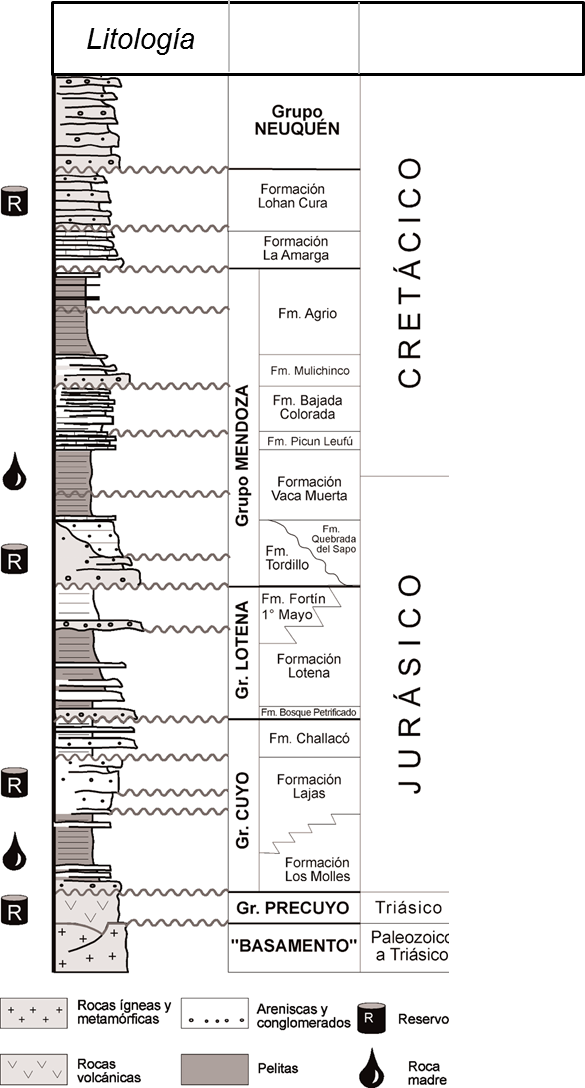 Litología
Grupo
NEUQUÉN
R
Formación
Lohan Cura
Formación
La Amarga
CRETÁCICO
Grupo MENDOZA
Fm. Agrio
Fm. Mulichinco
Fm. Bajada
Colorada
Fm. Picun Leufú
Formación
Vaca Muerta
R
Fm.
Tordillo
Fm.
Quebrada
del Sapo
JURÁSICO
Gr. LOTENA
Fm. Fortín
1° Mayo
Formación
Lotena
Fm. Bosque Petrificado
Gr. CUYO
Fm. Challacó
R
Formación
Lajas
Formación
Los Molles
R
Gr. PRECUYO
Triásico
"BASAMENTO"
Paleozoico
a Triásico
Rocas ígneas y
metamórficas
Areniscas y
conglomerados
R
Reservo
Rocas
volcánicas
Pelitas
Roca
madre